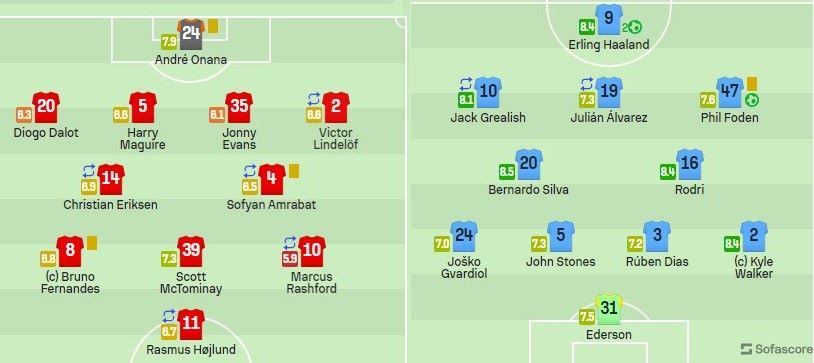 24
7.9
André Onana
20 5 35 2
6.3 6.6 6.1 6.6
Diogo Dalot
Harry
Maguire
Jonny
Evans
Victor
Lindelöf
14 4
6.9 6.5
Christian Eriksen
Sofyan Amrabat
8 39 10
6.8 7.3 5.9
(c) Bruno
Fernandes
Scott
McTominay
Marcus
Rashford
11
6.7
Rasmus Højlund
9
8.4 2
Erling Haaland
10 19 47
8.1 7.3 7.6
Jack Grealish
Julián Álvarez
Phil Foden
20 16
8.5 8.4
Bernardo Silva
Rodri
24 5 3 2
7.0 7.3 7.2 8.4
Joško
Gvardiol
John Stones
Rúben Dias
(c) Kyle
Walker
31
7.5
Ederson
Sofascore